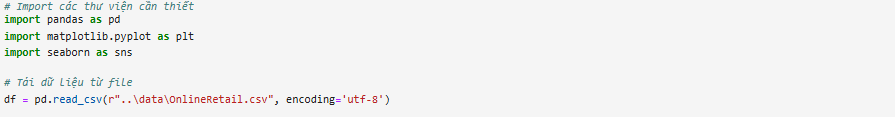 # Import các thư viện cần thiết
import pandas as pd
import matplotlib.pyplot as plt
import seaborn as sns
# Tải dữ liệu từ file
df = pd.read_csv(r"..\data\OnlineRetail.csv", encoding='utf-8')